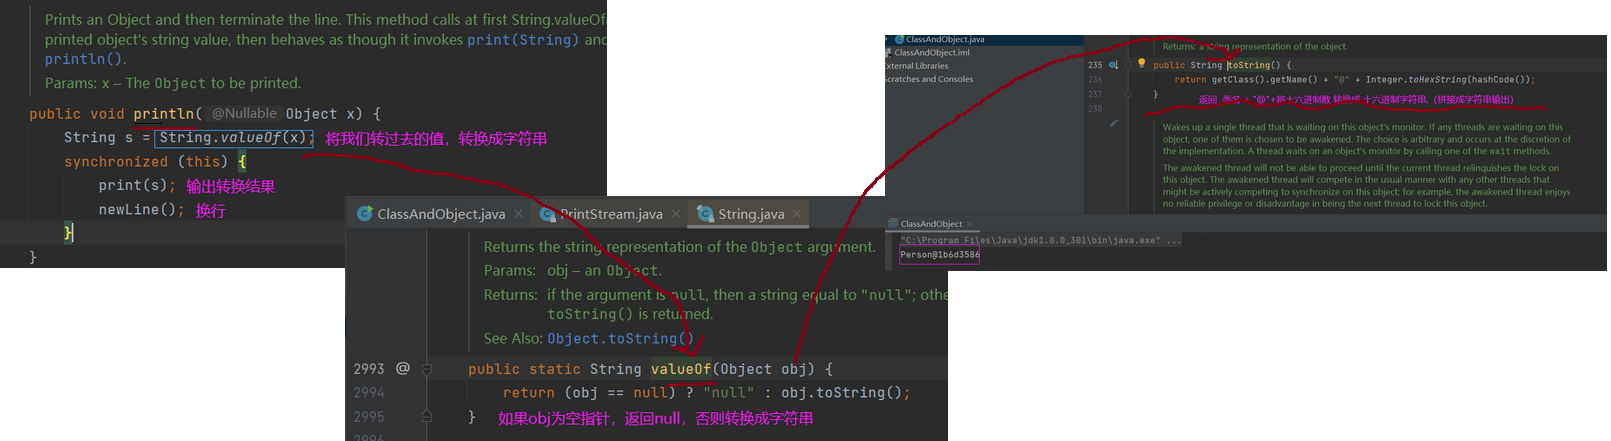 Prints an Object and then terminate the line. This method calls at first String.valueOf
printed object's string value, then behaves as though it invokes print(String) and
println().
Params: x – The Object to be printed.
public void println( @Nullable Object x) {
String s = String.valueOf(x); 将我们转过去的值，转换成字符串
synchronized (this) {
print(s); 输出转换结果
newLine(); 换行
}
}
ClassAndObject.java × PrintStream.java × String.java ×
Returns the string representation of the Object argument.
Params: obj – an Object.
Returns: if the argument is null, then a string equal to "null"; othe
toString() is returned.
See Also: Object.toString()
2993 @ public static String valueOf(Object obj) {
2994 return (obj == null) ? "null" : obj.toString();
2995 } 如果obj为空指针，返回null，否则转换成字符串
2996
ClassAndObject.java
ClassAndObject.iml
External Libraries
Scratches and Consoles
Returns: a string representation of the object.
235 public String toString() {
236 return getClass().getName() + "@" + Integer.toHexString(hashCode());
237 }
返回 类名 + "@"+将十六进制数 转换成 十六进制字符串, (拼接成字符串输出)
238
Wakes up a single thread that is waiting on this object's monitor. If any threads are waiting on this
object, one of them is chosen to be awakened. The choice is arbitrary and occurs at the discretion of
the implementation. A thread waits on an object's monitor by calling one of the wait methods.
The awakened thread will not be able to proceed until the current thread relinquishes the lock on
this object. The awakened thread will compete in the usual manner with any other threads that
might be actively competing to synchronize on this object; for example, the awakened thread enjoys
no reliable privilege or disadvantage in being the next thread to lock this object.
ClassAndObject ×
"C:\Program Files\Java\jdk1.8.0_301\bin\java.exe" ...
Person@1b6d3586